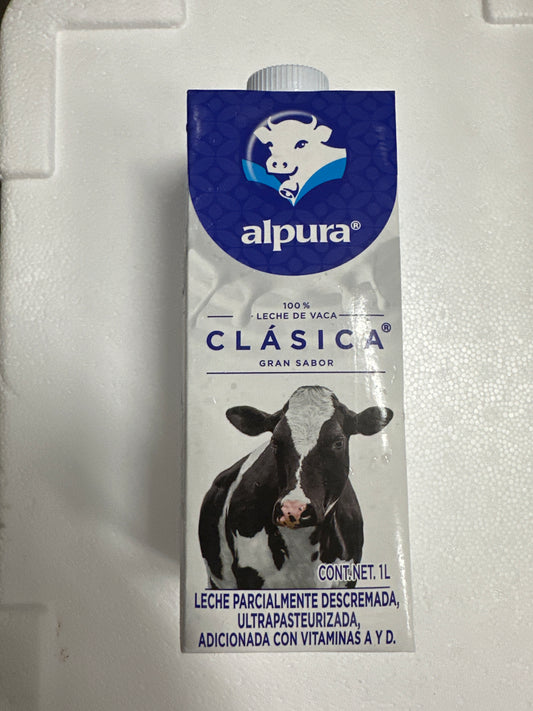 alpura®
100%
LECHE DE VACA
CLÁSICA®
GRAN SABOR
CONT. NET. 1L
LECHE PARCIALMENTE DESCREMADA,
ULTRAPASTEURIZADA,
ADICIONADA CON VITAMINAS A Y D.